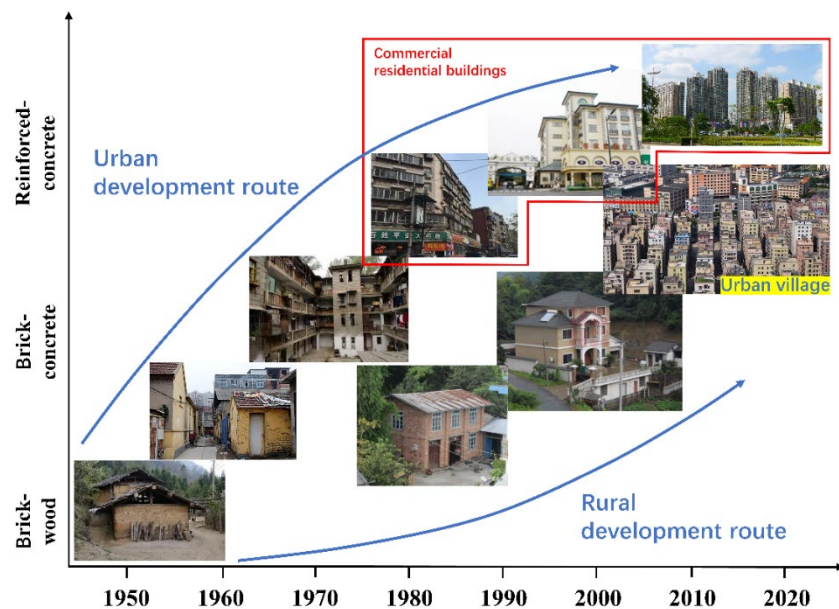 Commercial
residential buildings
Urban
development route
Reinforced-
concrete
Brick-
concrete
Brick-
wood
Urban village
Rural
development route
1950
1960
1970
1980
1990
2000
2010
2020